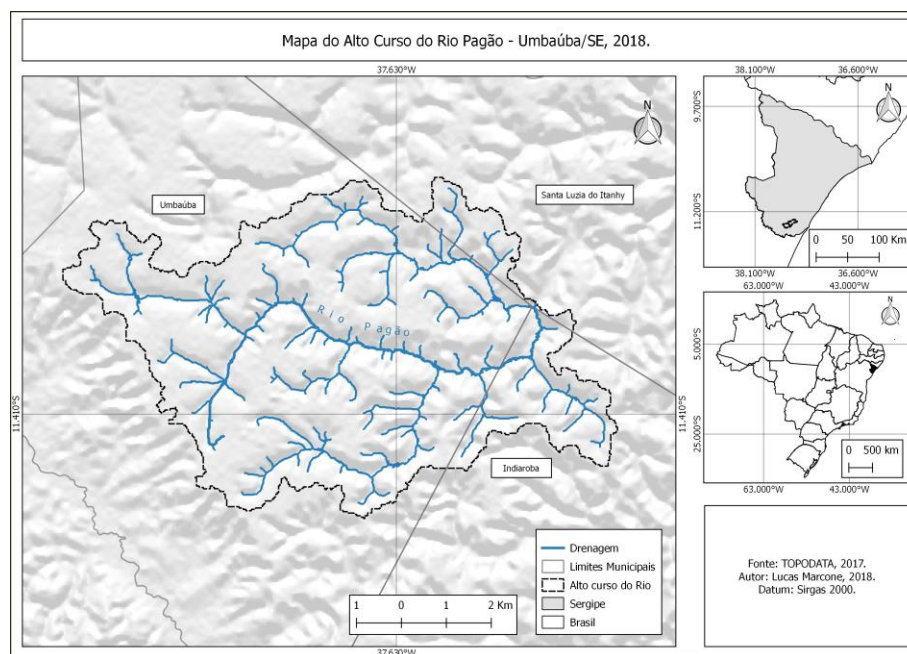 Mapa do Alto Curso do Rio Pagão - Umbaúba/SE, 2018.
37.630°W
N
Umbaúba
Santa Luzia do Itanhy
Rio Pagão
11.410°S
11.410°S
Indiaroba
Drenagem
Limites Municipais
Alto curso do Rio
Sergipe
Brasil
1 0 1 2 Km
37.630°W
38.100°W 36.600°W
N
9.700°S
11.200°S
0 50 100 Km
38.100°W 36.600°W
63.000°W 43.000°W
N
5.000°S
25.000°S
0 500 km
63.000°W 43.000°W
Fonte: TOPODATA, 2017.
Autor: Lucas Marcone, 2018.
Datum: Sirgas 2000.